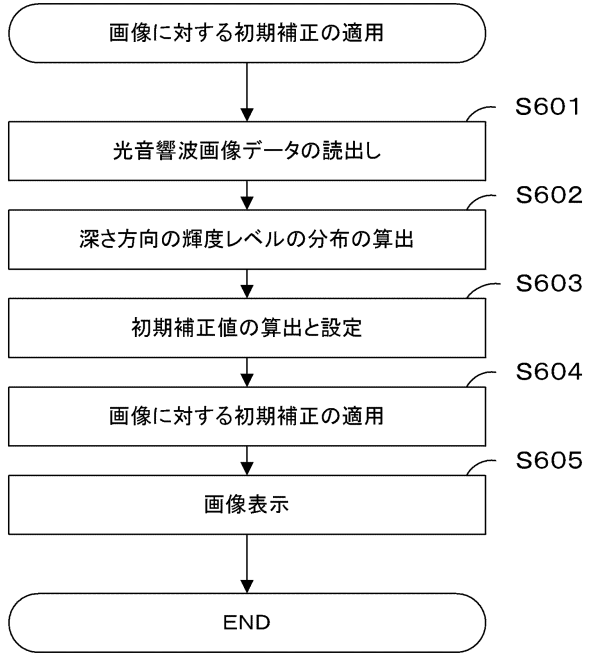 画像に対する初期補正の適用
S601
光音響波画像データの読出し
S602
深さ方向の輝度レベルの分布の算出
S603
初期補正値の算出と設定
S604
画像に対する初期補正の適用
S605
画像表示
END